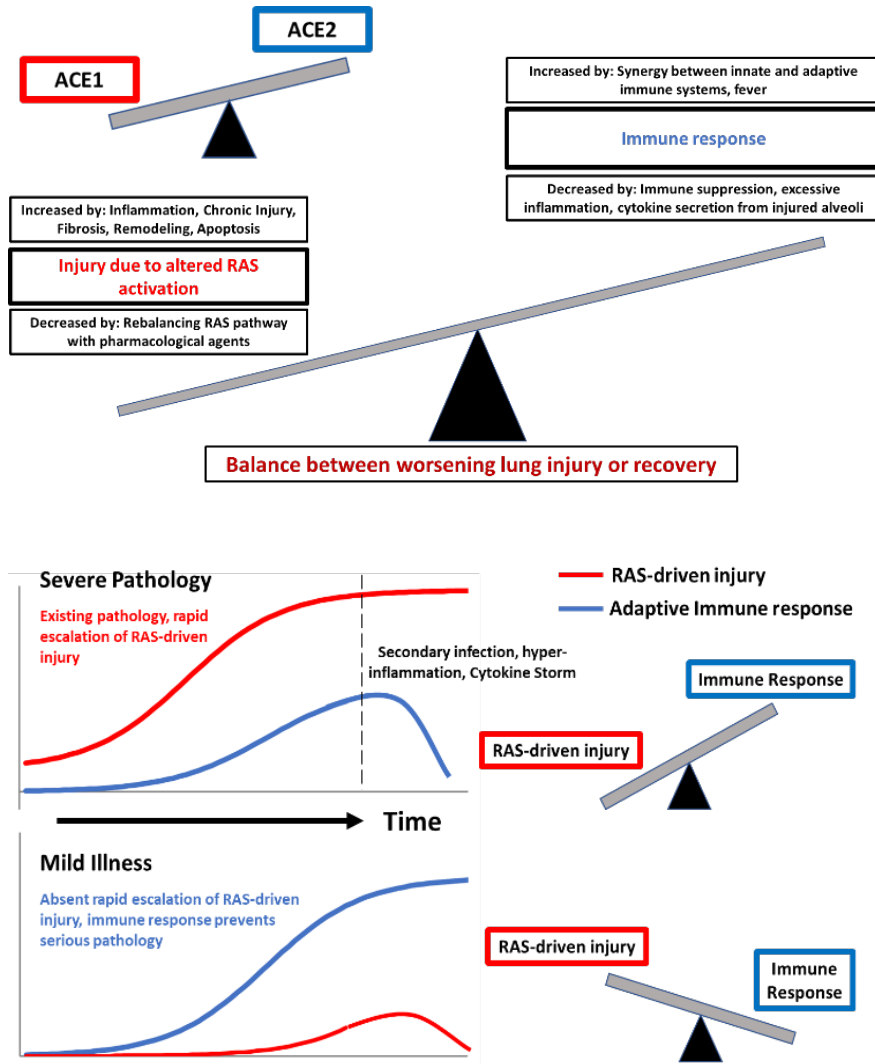 ACE2
ACE1
Increased by: Synergy between innate and adaptive
immune systems, fever
Immune response
Decreased by: Immune suppression, excessive
inflammation, cytokine secretion from injured alveoli
Increased by: Inflammation, Chronic Injury,
Fibrosis, Remodeling, Apoptosis
Injury due to altered RAS
activation
Decreased by: Rebalancing RAS pathway
with pharmacological agents
Balance between worsening lung injury or recovery
Severe Pathology
Existing pathology, rapid
escalation of RAS-driven
injury
RAS-driven injury
Adaptive Immune response
Secondary infection, hyper-
inflammation, Cytokine Storm
Immune Response
RAS-driven injury
Time
Mild Illness
Absent rapid escalation of RAS-driven
injury, immune response prevents
serious pathology
RAS-driven injury
Immune
Response